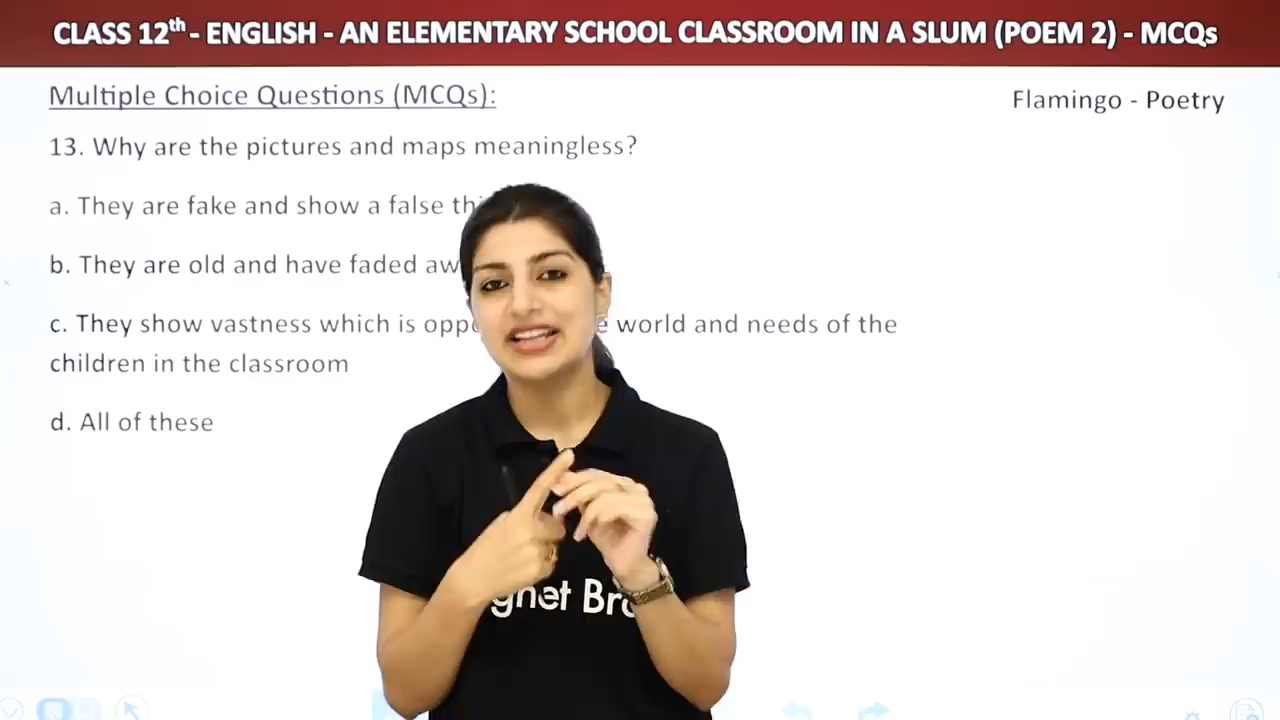 CLASS 12th - ENGLISH - AN ELEMENTARY SCHOOL CLASSROOM IN A SLUM (POEM 2) - MCQs
Multiple Choice Questions (MCQs):
Flamingo - Poetry
13. Why are the pictures and maps meaningless?
a. They are fake and show a false
b. They are old and have faded
c. They show vastness which is world and needs of the
children in the classroom
d. All of these